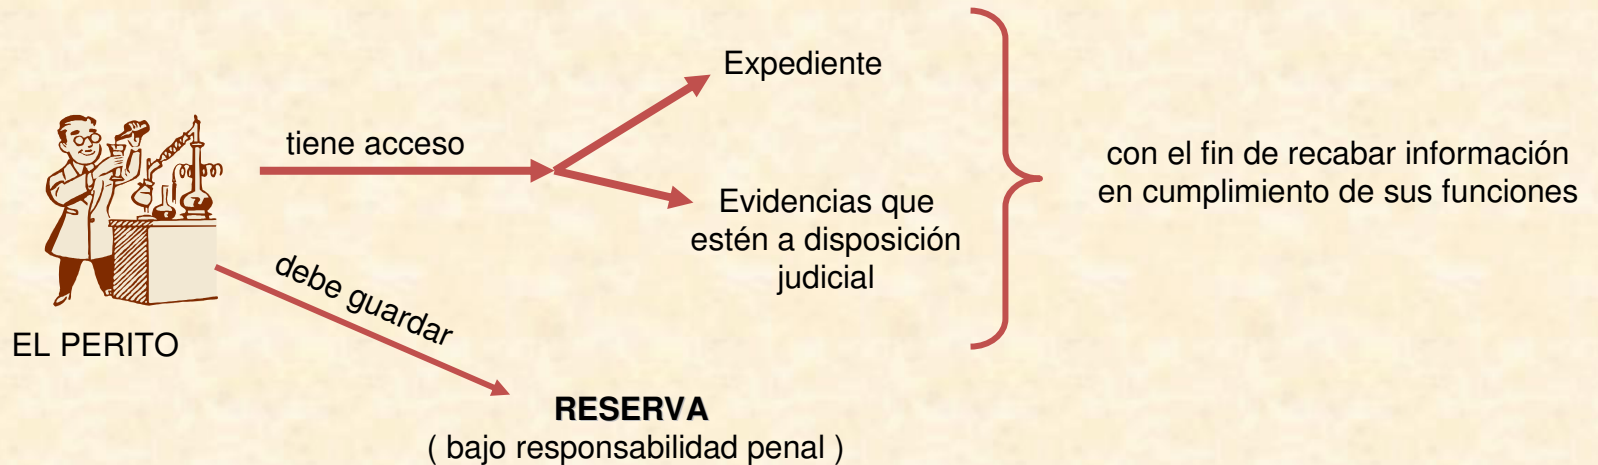 Expediente
tiene acceso
con el fin de recabar información
en cumplimiento de sus funciones
Evidencias que
estén a disposición
judicial
debe guardar
EL PERITO
RESERVA
( bajo responsabilidad penal )